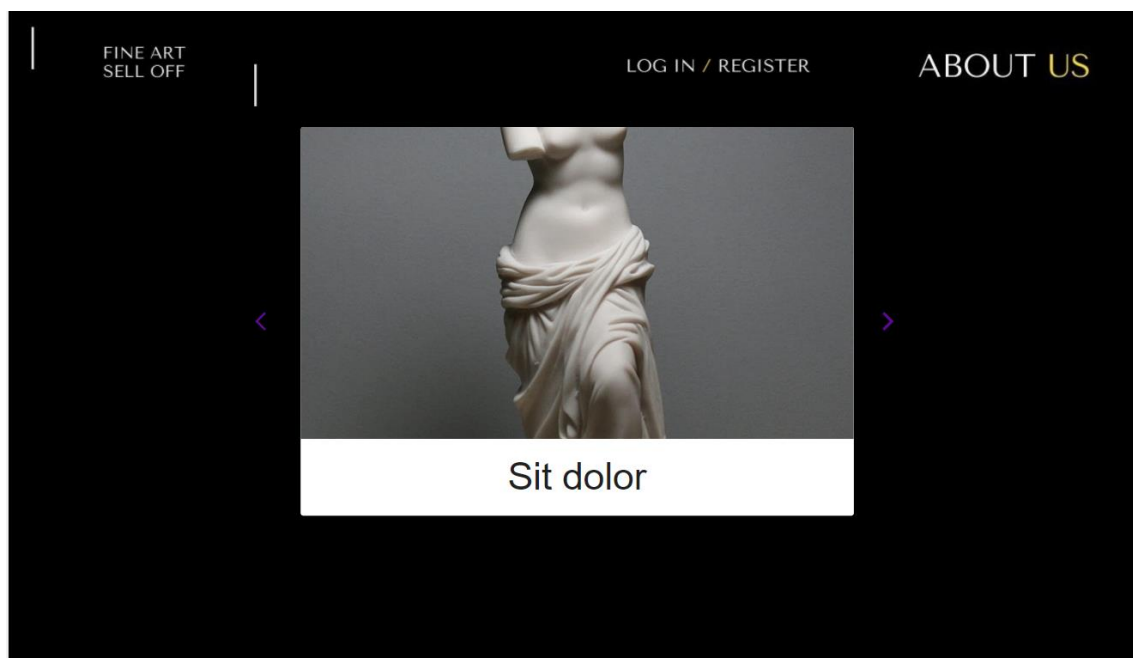 FINE ART
SELL OFF
LOG IN / REGISTER
ABOUT US
Sit dolor